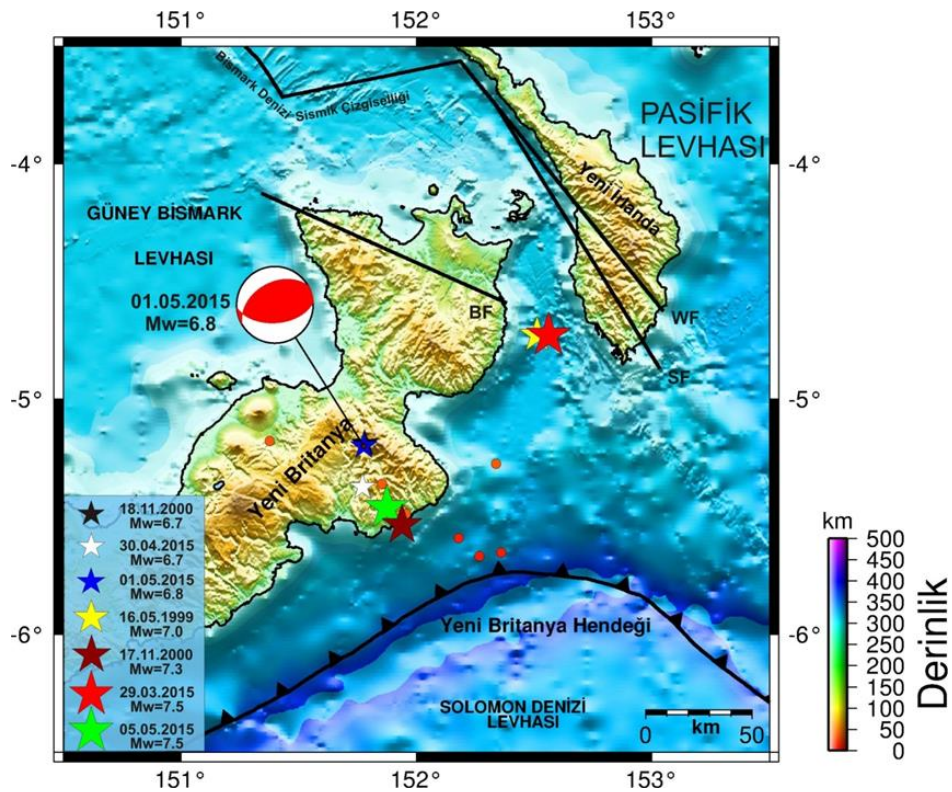 151°
152°
153°
Bismark Denizi Sismik Çizgiselliği
PASİFİK
LEVHASI
-4°
-4°
Yeni İrlanda
GÜNEY BİSMARK
LEVHASI
01.05.2015
Mw=6.8
BF
WF
SF
-5°
-5°
Yeni Britanya
18.11.2000
Mw=6.7
30.04.2015
Mw=6.7
01.05.2015
Mw=6.8
16.05.1999
Mw=7.0
17.11.2000
Mw=7.3
29.03.2015
Mw=7.5
05.05.2015
Mw=7.5
Yeni Britanya Hendeği
-6°
-6°
SOLOMON DENİZİ
LEVHASI
km
0
50
151°
152°
153°
km
500
450
400
350
300
250
200
150
100
50
0
Derinlik